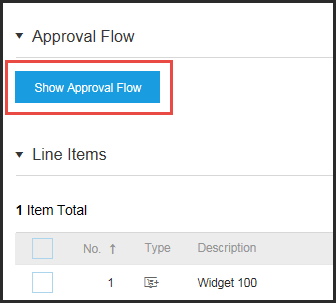 Approval Flow
Show Approval Flow
Line Items
1 Item Total
No. ↑ Type Description
1 Widget 100